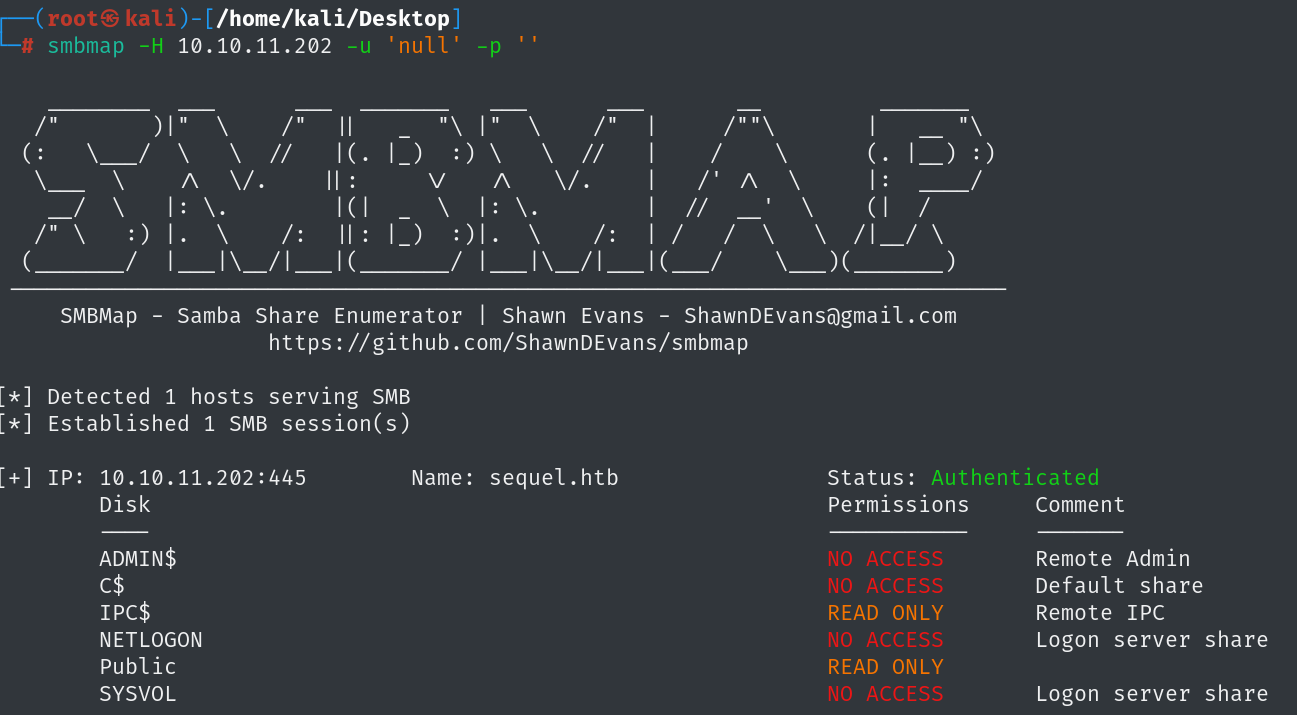 ┌──(root㉿kali)-[/home/kali/Desktop]
└─# smbmap -H 10.10.11.202 -u 'null' -p ''
SMBMAP
SMBMap - Samba Share Enumerator | Shawn Evans - ShawnDEvans@gmail.com
https://github.com/ShawnDEvans/smbmap
[*] Detected 1 hosts serving SMB
[*] Established 1 SMB session(s)
[+] IP: 10.10.11.202:445 Name: sequel.htb Status: Authenticated
Disk Permissions Comment
---- ----------- -------
ADMIN$ NO ACCESS Remote Admin
C$ NO ACCESS Default share
IPC$ READ ONLY Remote IPC
NETLOGON NO ACCESS Logon server share
Public READ ONLY
SYSVOL NO ACCESS Logon server share